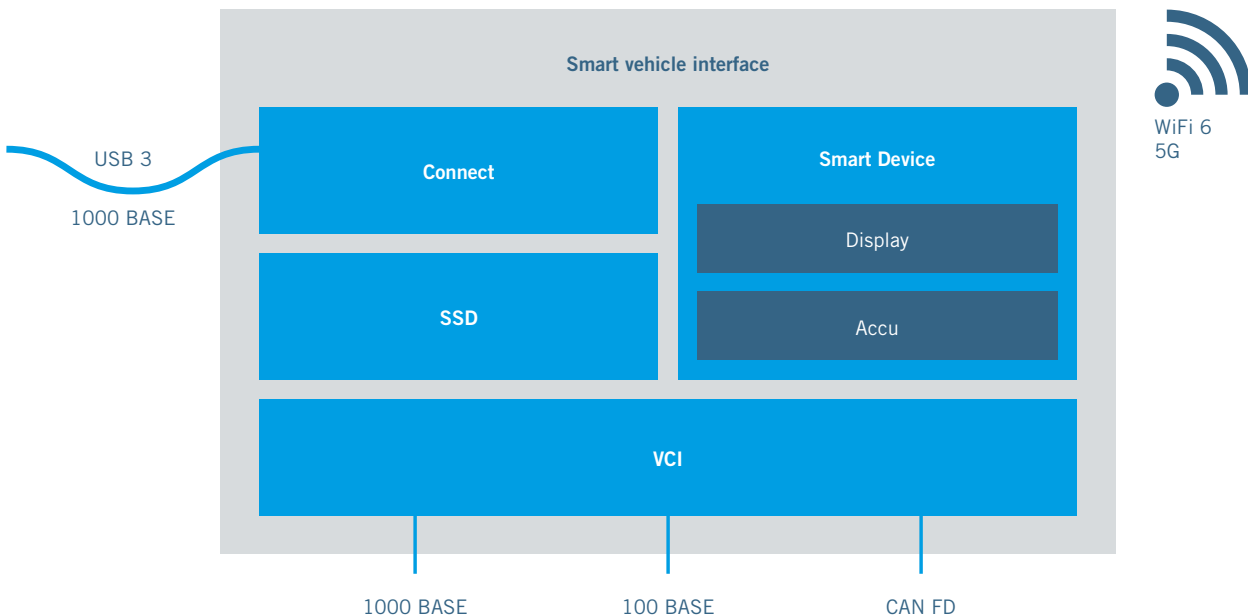 Smart vehicle interface
WiFi 6
5G
USB 3
1000 BASE
Connect
Smart Device
Display
SSD
Accu
VCI
1000 BASE
100 BASE
CAN FD